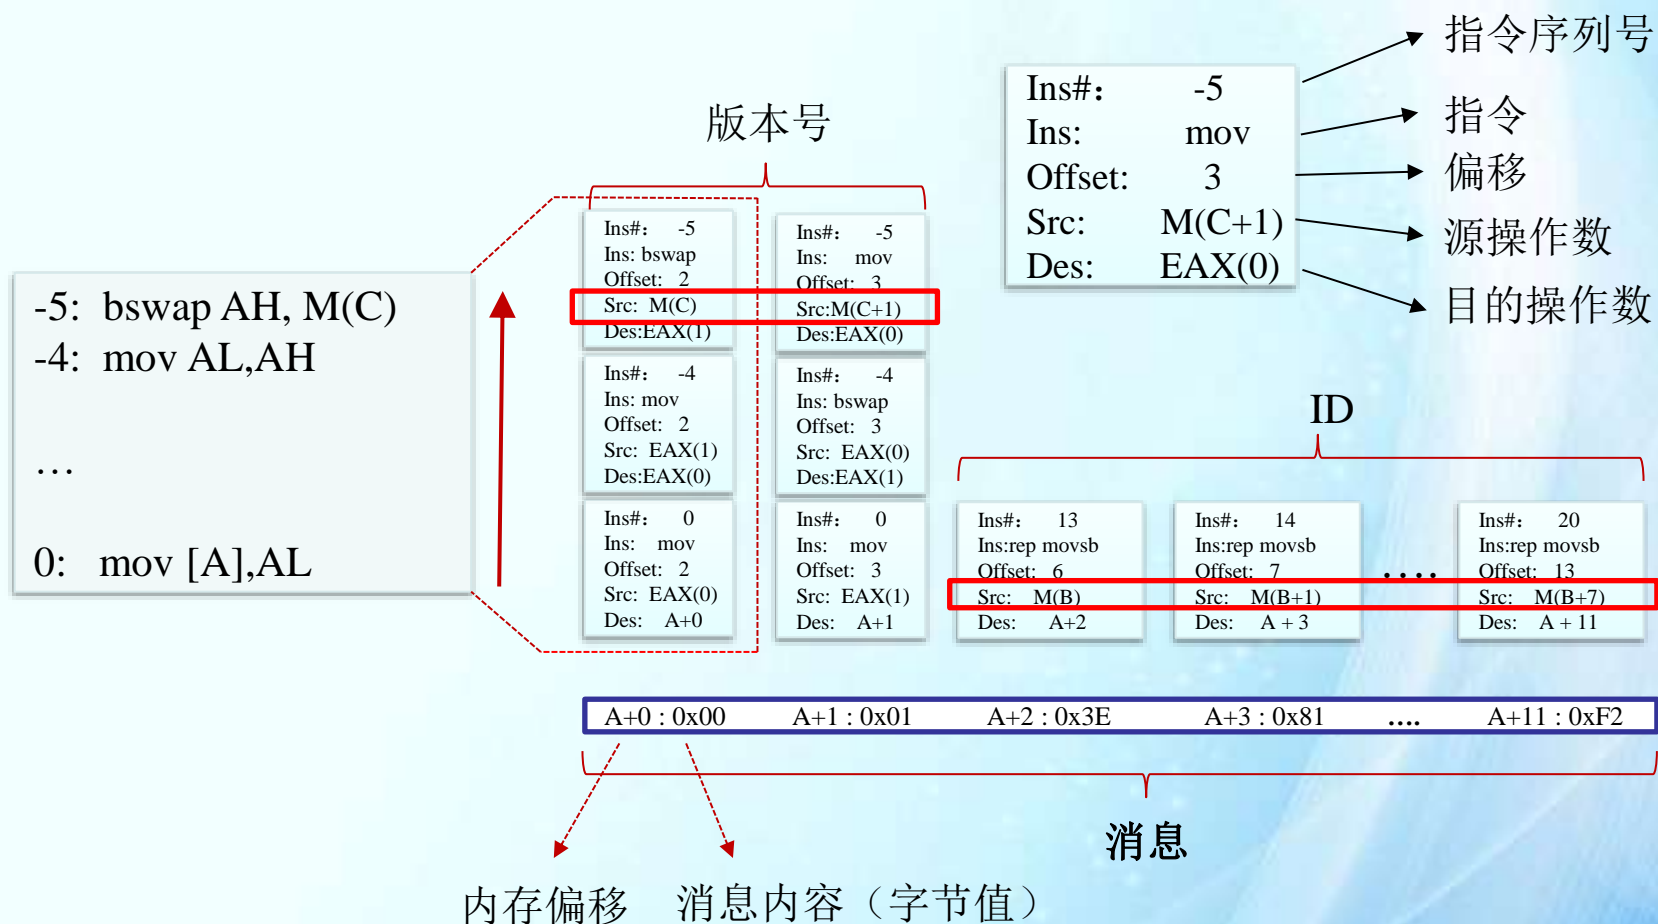 指令序列号
Ins#: -5
Ins: mov
Offset: 3
Src: M(C+1)
Des: EAX(0)
指令
偏移
源操作数
目的操作数
版本号
-5: bswap AH, M(C)
-4: mov AL,AH
…
0: mov [A],AL
Ins#: -5
Ins: bswap
Offset: 2
Src: M(C)
Des:EAX(1)
Ins#: -5
Ins: mov
Offset: 3
Src:M(C+1)
Des:EAX(0)
Ins#: -4
Ins: mov
Offset: 2
Src: EAX(1)
Des:EAX(0)
Ins#: -4
Ins: bswap
Offset: 3
Src: EAX(0)
Des:EAX(1)
Ins#: 0
Ins: mov
Offset: 2
Src: EAX(0)
Des: A+0
Ins#: 0
Ins: mov
Offset: 3
Src: EAX(1)
Des: A+1
ID
Ins#: 13
Ins:rep movsb
Offset: 6
Src: M(B)
Des: A+2
Ins#: 14
Ins:rep movsb
Offset: 7
Src: M(B+1)
Des: A + 3
....
Ins#: 20
Ins:rep movsb
Offset: 13
Src: M(B+7)
Des: A + 11
A+0 : 0x00 A+1 : 0x01 A+2 : 0x3E A+3 : 0x81 .... A+11 : 0xF2
消息
内存偏移 消息内容（字节值）